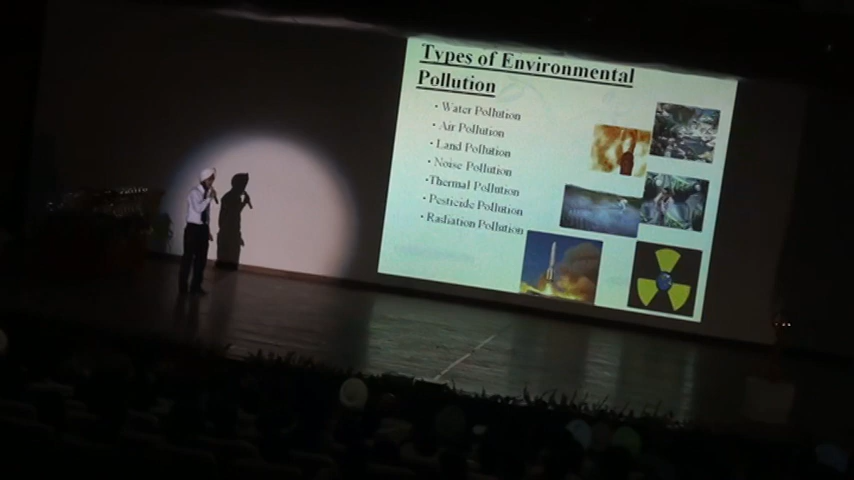 Types of Environmental
Pollution
· Water Pollution
· Air Pollution
· Land Pollution
· Noise Pollution
· Thermal Pollution
· Pesticide Pollution
· Radiation Pollution